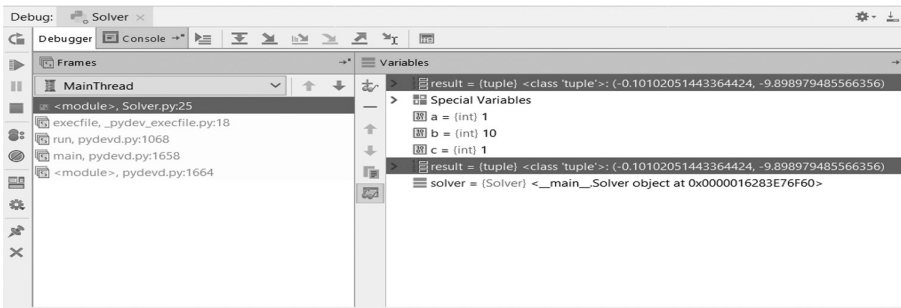 Debug: Solver
Debugger Console
Frames
Variables
MainThread
<module>, Solver.py:25
execfile, _pydev_execfile.py:18
run, pydevd.py:1068
main, pydevd.py:1658
<module>, pydevd.py:1664
result = {tuple} <class 'tuple'>: (-0.10102051443364424, -9.898979485566356)
Special Variables
a = {int} 1
b = {int} 10
c = {int} 1
result = {tuple} <class 'tuple'>: (-0.10102051443364424, -9.898979485566356)
solver = {Solver} <__main__.Solver object at 0x0000016283E76F60>